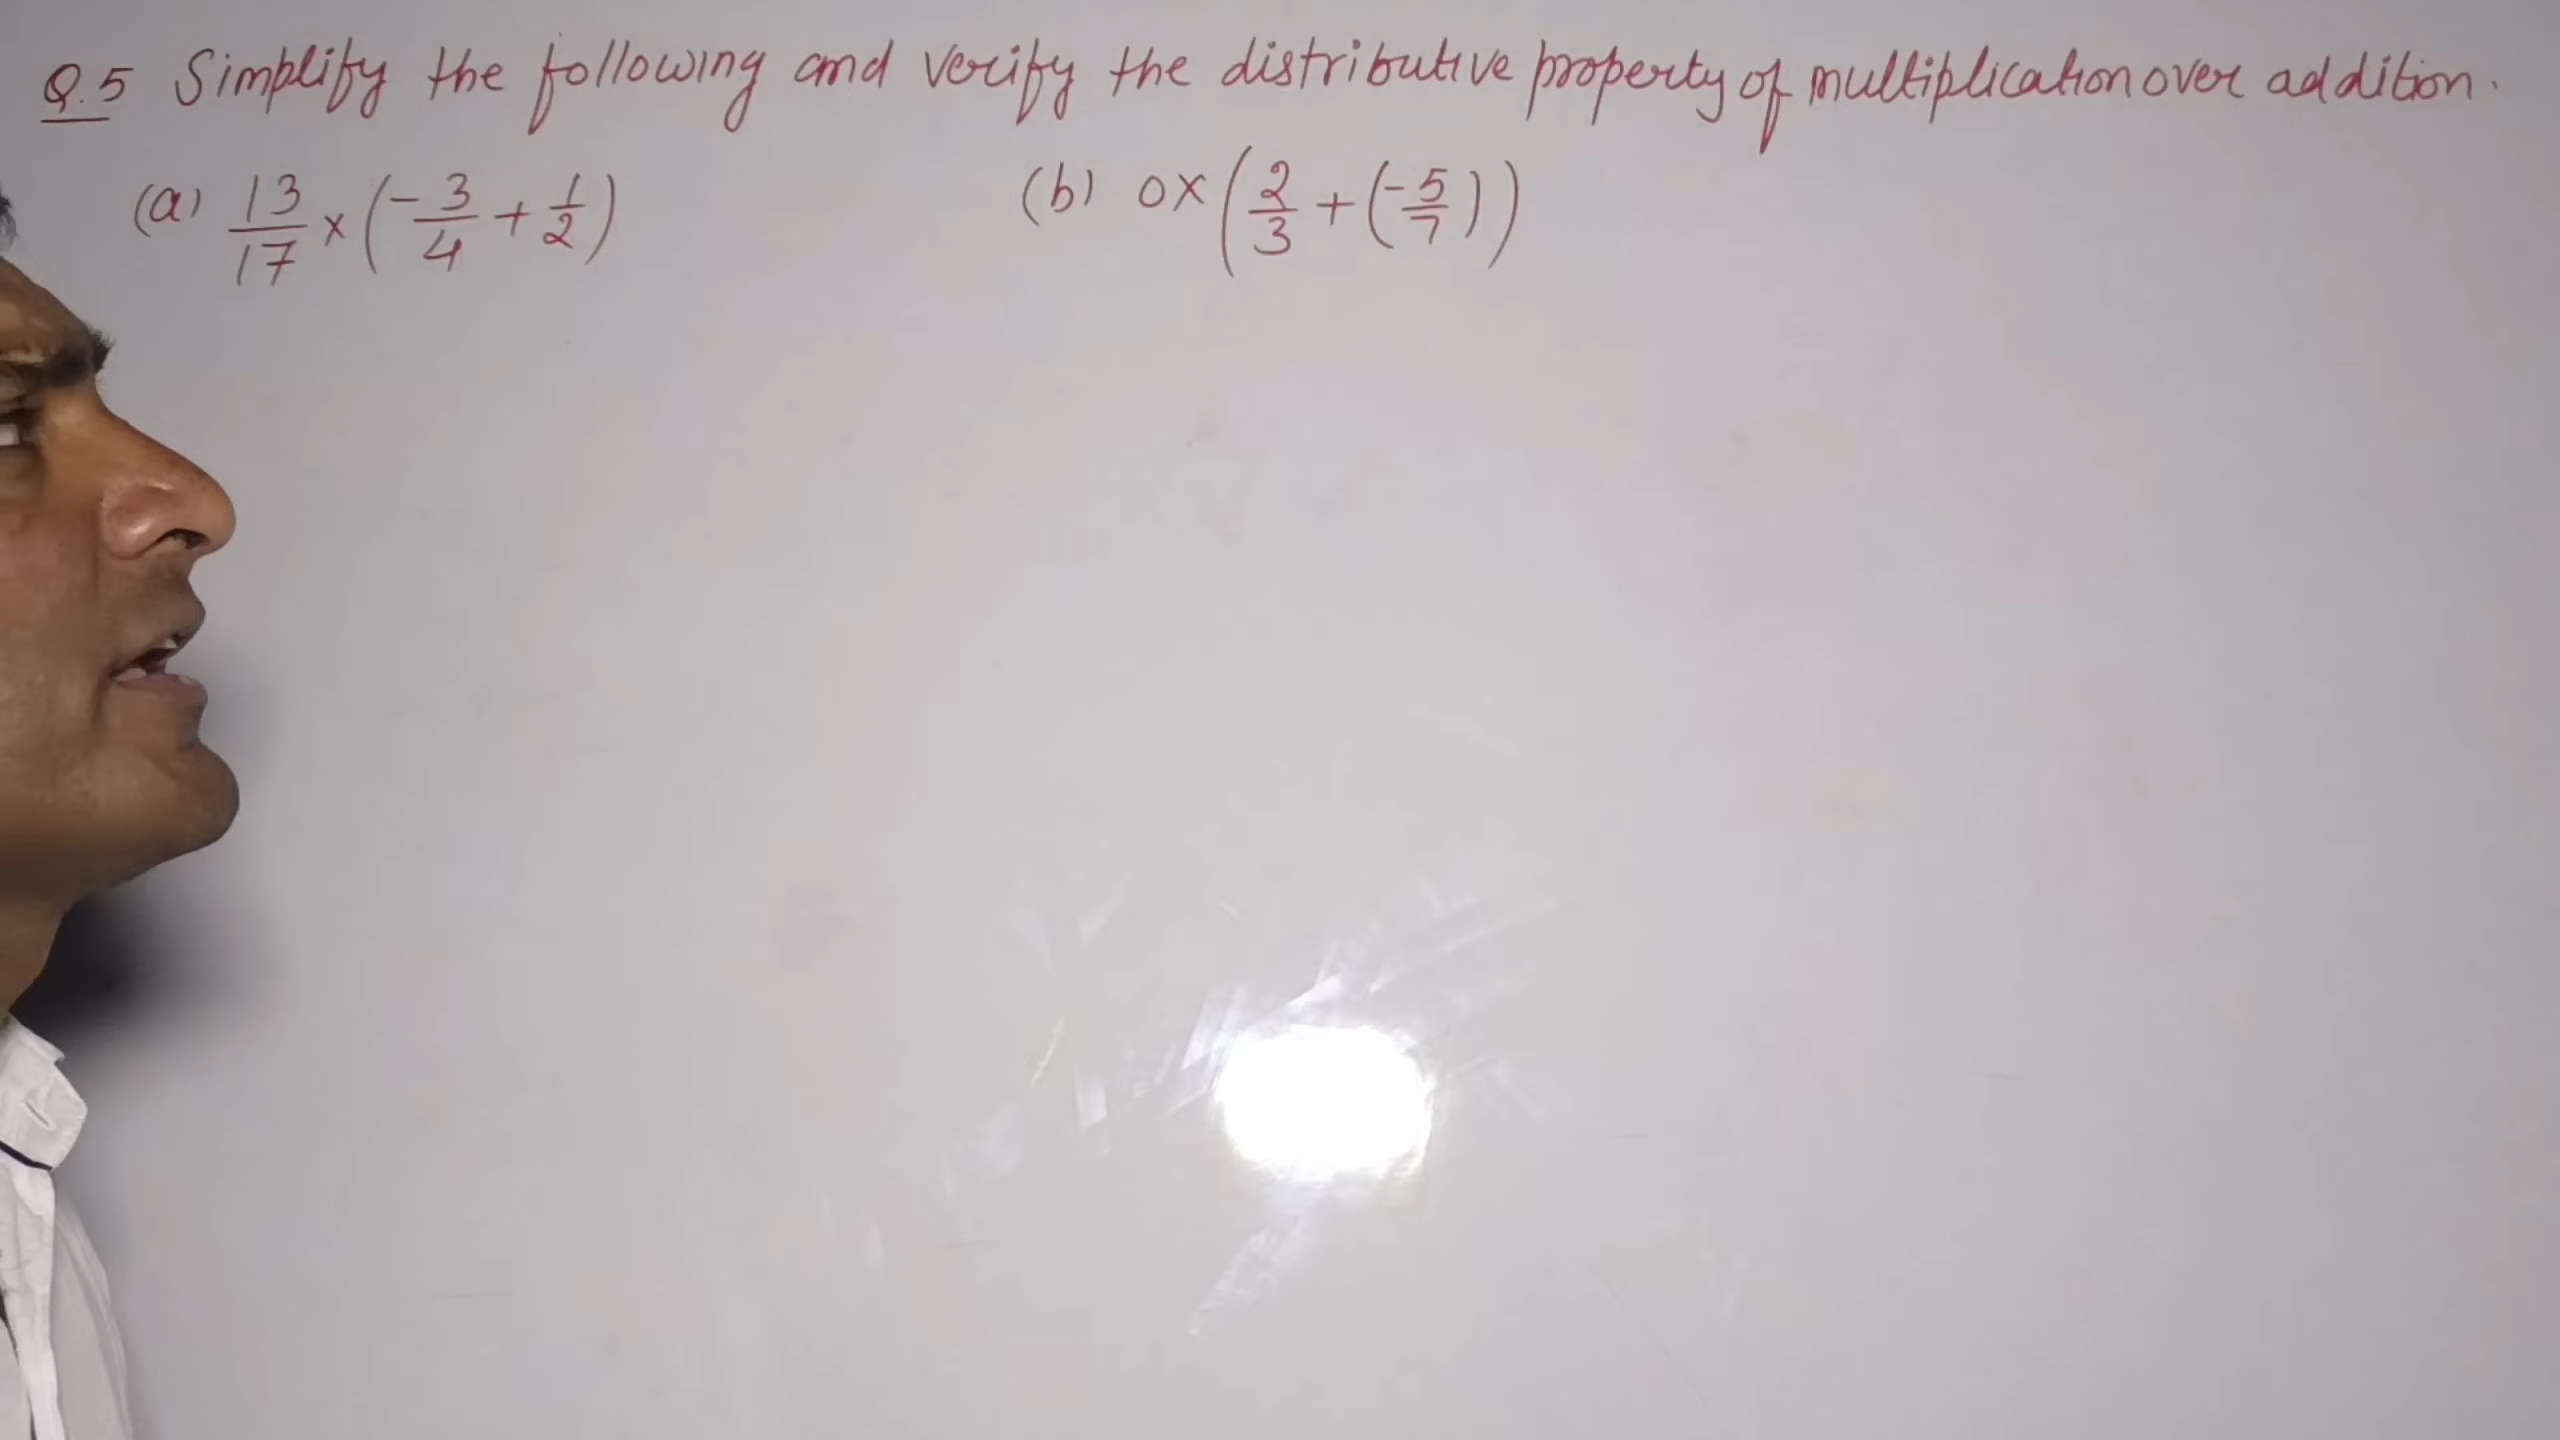 Q.5 Simplify the following and verify the distributive property of multiplication over addition.
(a) 13/17 × (-3/4 + 1/2) (b) 0 × (2/3 + (-5/7))